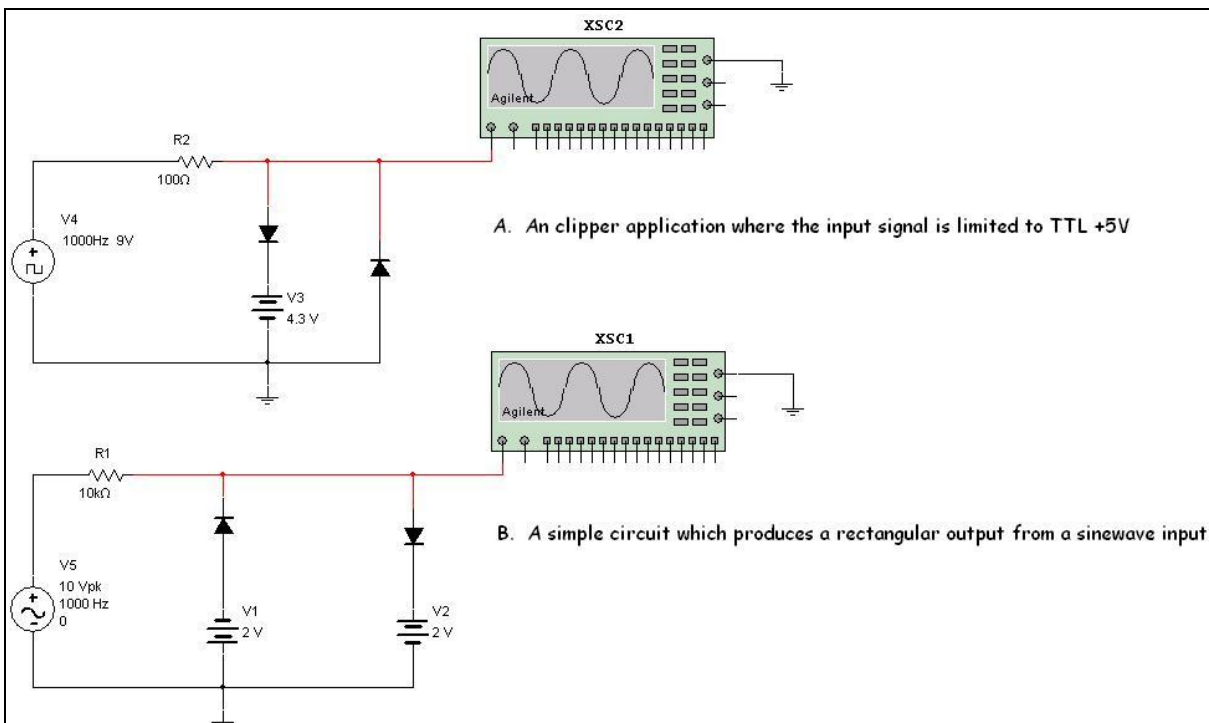 XSC2
Agilent
R2
100Ω
V4
1000Hz 9V
A. An clipper application where the input signal is limited to TTL +5V
V3
4.3 V
XSC1
Agilent
R1
10kΩ
B. A simple circuit which produces a rectangular output from a sinewave input
V5
10 Vpk
1000 Hz
0
V1
2 V
V2
2 V